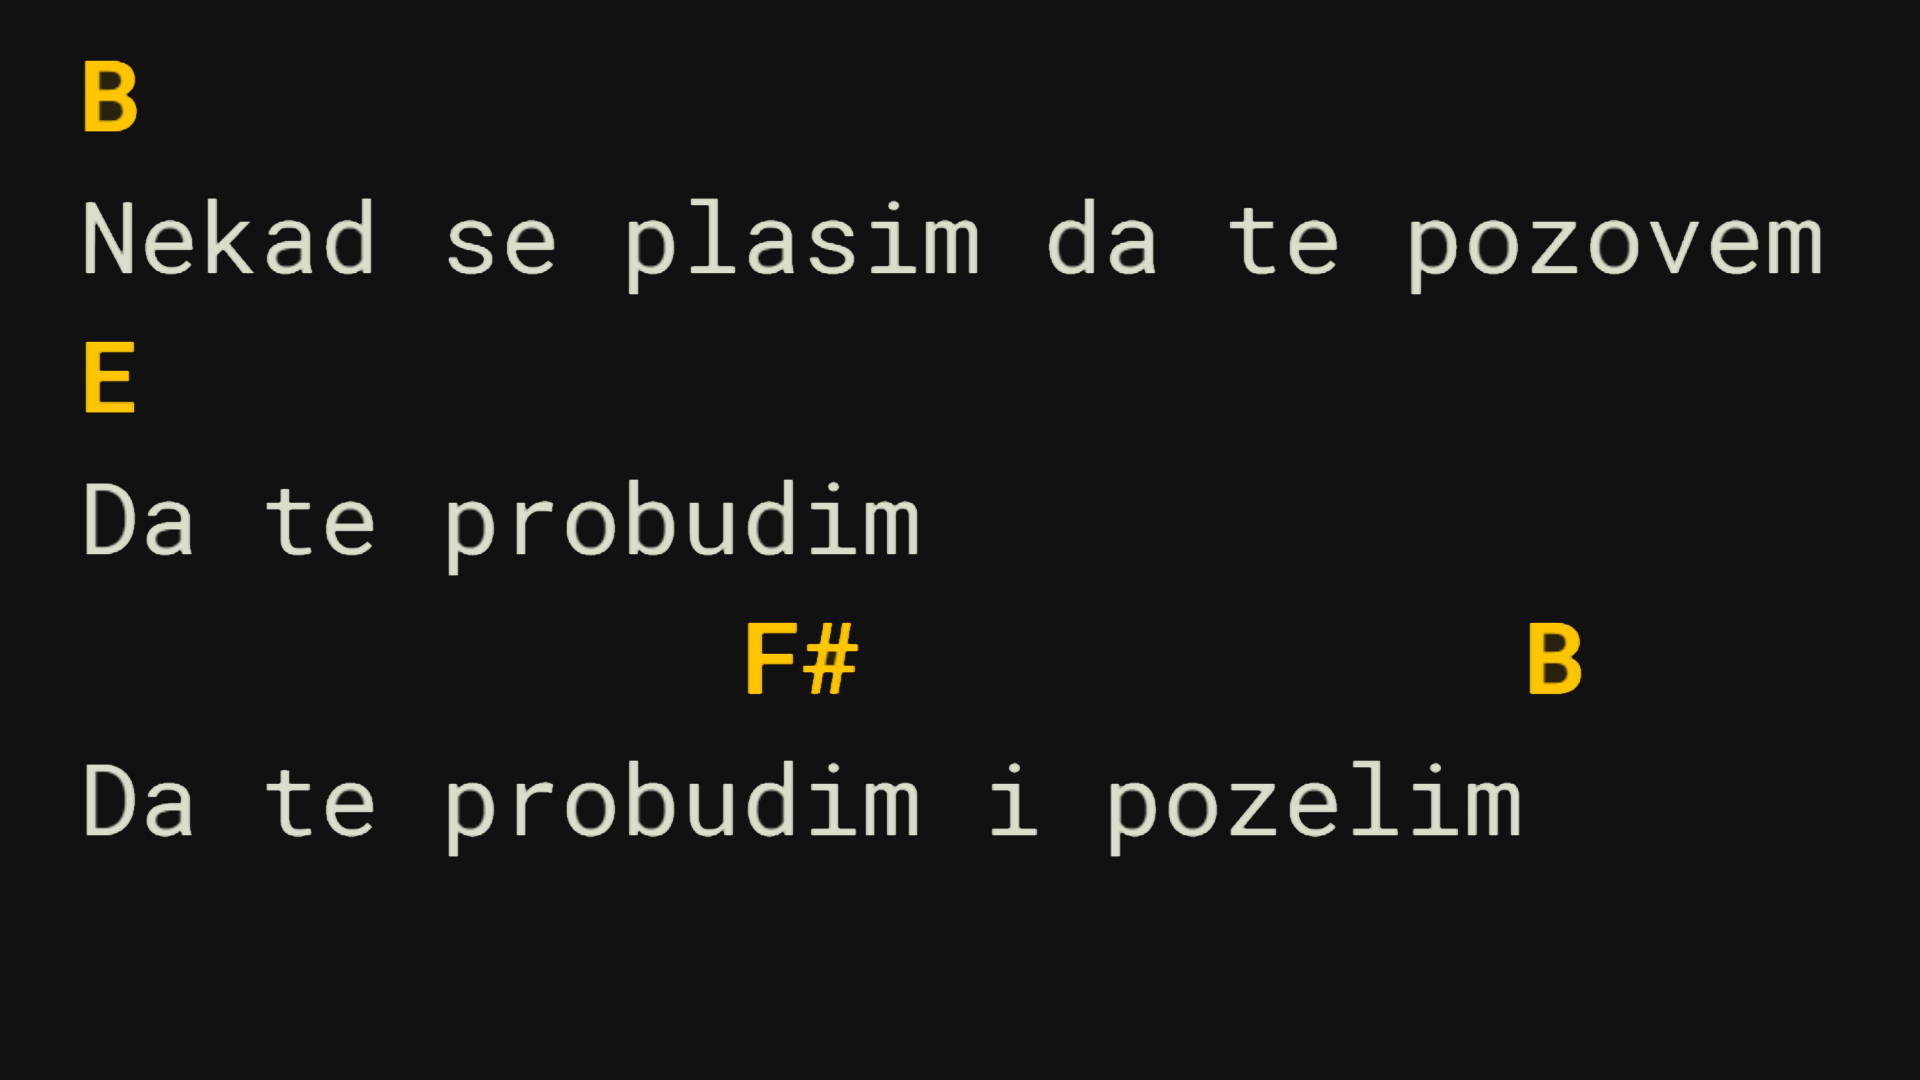 B
Nekad se plasim da te pozovem
E
Da te probudim
           F#           B
Da te probudim i pozelim